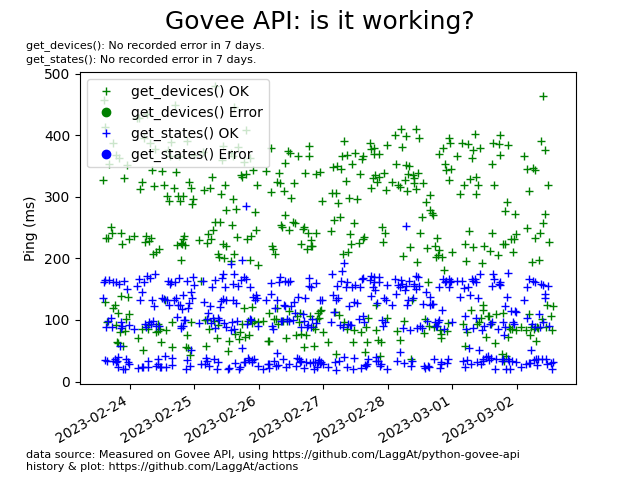 Govee API: is it working?
get_devices(): No recorded error in 7 days.
get_states(): No recorded error in 7 days.
500
400
300
200
100
0
Ping (ms)
get_devices() OK
get_devices() Error
get_states() OK
get_states() Error
2023-02-24
2023-02-25
2023-02-26
2023-02-27
2023-02-28
2023-03-01
2023-03-02
data source: Measured on Govee API, using https://github.com/LaggAt/python-govee-api
history & plot: https://github.com/LaggAt/actions